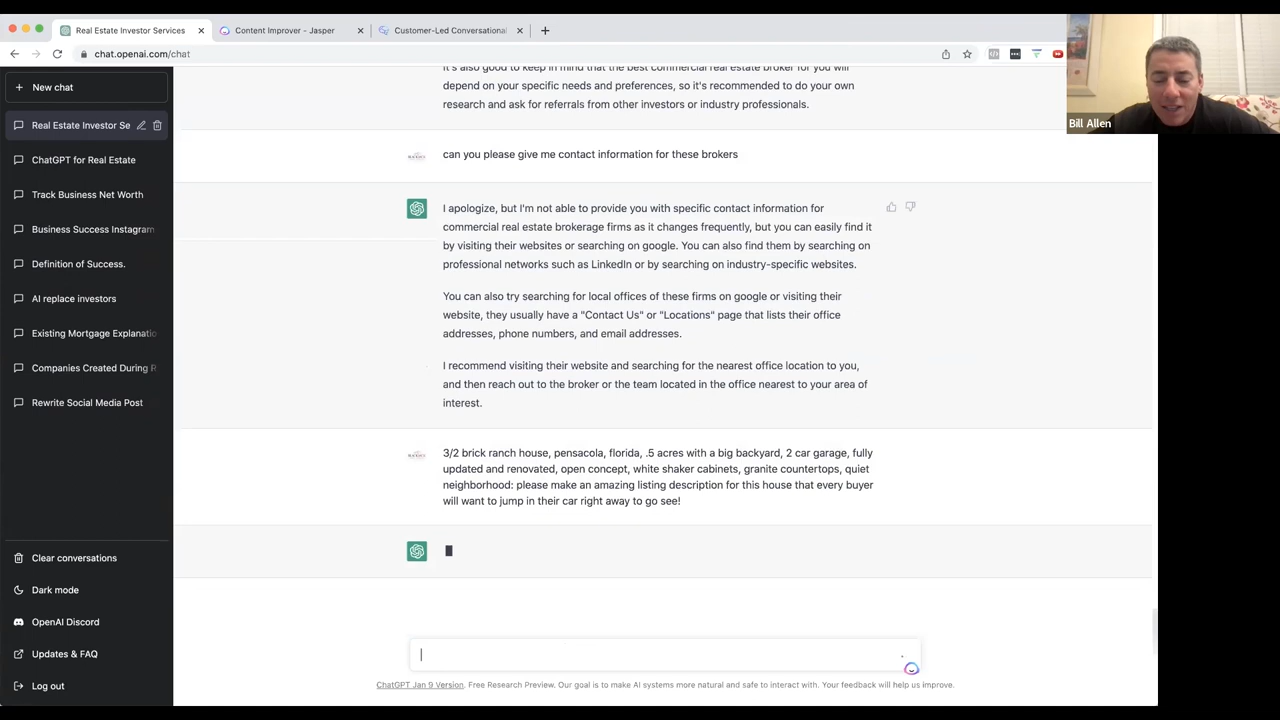 Real Estate Investor Services
Content Improver - Jasper
Customer-Led Conversational
chat.openai.com/chat
Bill Allen
New chat
Real Estate Investor Se
ChatGPT for Real Estate
Track Business Net Worth
Business Success Instagram
Definition of Success.
AI replace investors
Existing Mortgage Explanatio
Companies Created During R
Rewrite Social Media Post
Clear conversations
Dark mode
OpenAI Discord
Updates & FAQ
Log out
It's also good to keep in mind that the best commercial real estate broker for you will
depend on your specific needs and preferences, so it's recommended to do your own
research and ask for referrals from other investors or industry professionals.
can you please give me contact information for these brokers
I apologize, but I'm not able to provide you with specific contact information for
commercial real estate brokerage firms as it changes frequently, but you can easily find it
by visiting their websites or searching on google. You can also find them by searching on
professional networks such as LinkedIn or by searching on industry-specific websites.
You can also try searching for local offices of these firms on google or visiting their
website, they usually have a "Contact Us" or "Locations" page that lists their office
addresses, phone numbers, and email addresses.
I recommend visiting their website and searching for the nearest office location to you,
and then reach out to the broker or the team located in the office nearest to your area of
interest.
3/2 brick ranch house, pensacola, florida, .5 acres with a big backyard, 2 car garage, fully
updated and renovated, open concept, white shaker cabinets, granite countertops, quiet
neighborhood: please make an amazing listing description for this house that every buyer
will want to jump in their car right away to go see!
ChatGPT Jan 9 Version. Free Research Preview. Our goal is to make AI systems more natural and safe to interact with. Your feedback will help us improve.